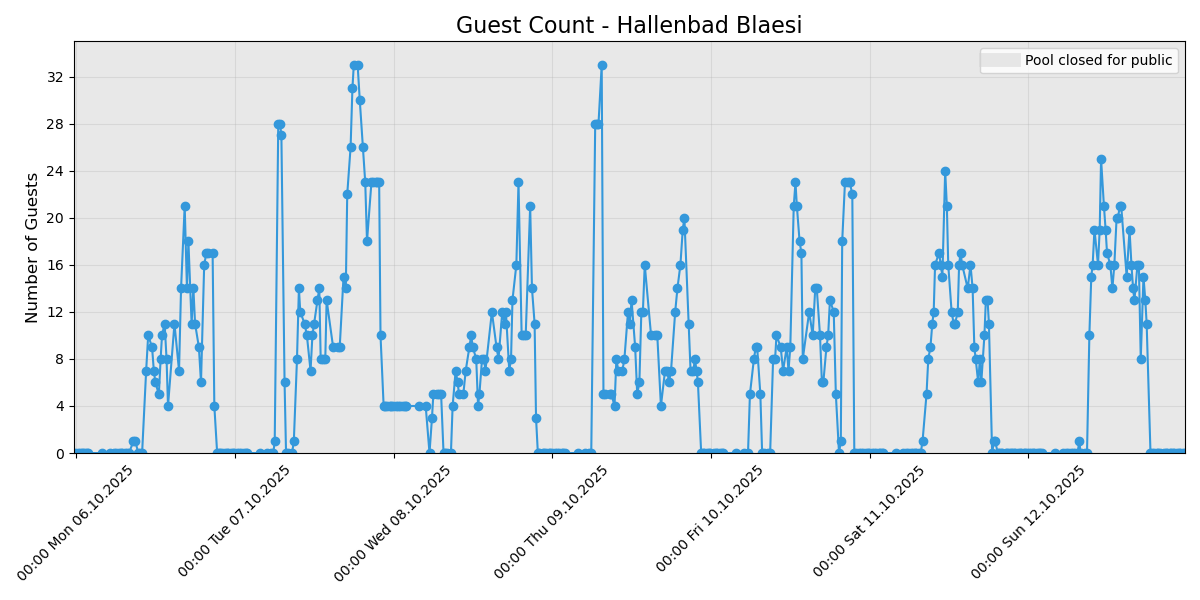 Guest Count - Hallenbad Blaesi
Pool closed for public
Number of Guests
32
28
24
20
16
12
8
4
0
00:00 Mon 06.10.2025
00:00 Tue 07.10.2025
00:00 Wed 08.10.2025
00:00 Thu 09.10.2025
00:00 Fri 10.10.2025
00:00 Sat 11.10.2025
00:00 Sun 12.10.2025